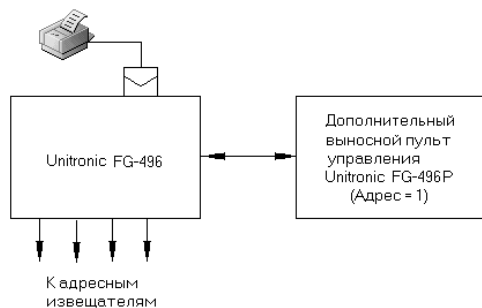 Unitronic FG-496
Дополнительный
выносной пульт
управления
Unitronic FG-496P
(Адрес = 1)
К адресным
извещателям